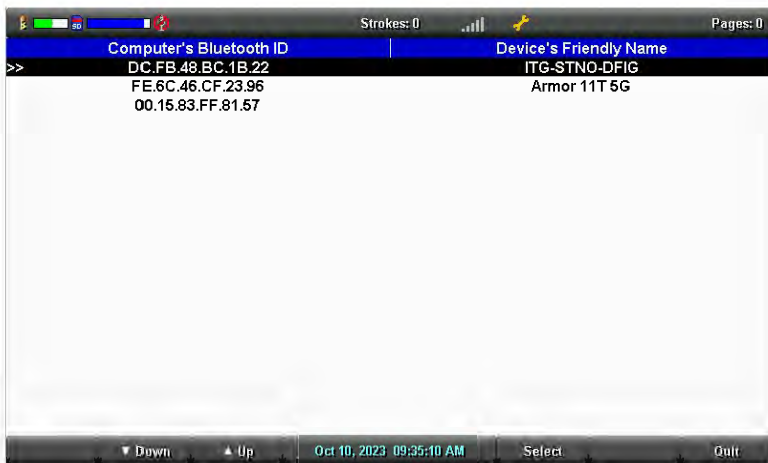 SD Strokes: 0 Pages: 0
Computer's Bluetooth ID Device's Friendly Name
>> DC.FB.48.BC.1B.22 ITG-STNO-DFIG
FE.6C.46.CF.23.96 Armor 11T 5G
00.15.83.FF.81.57
▼ Down ▲ Up Oct 10, 2023 09:35:10 AM Select Quit